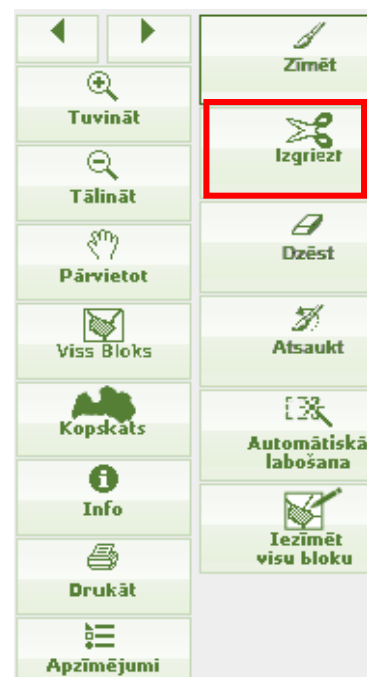 Tuvināt
Tālināt
Pārvietot
Viss Bloks
Kopskats
Info
Drukāt
Apzīmējumi
Zīmēt
Izgriezt
Dzēst
Atsaukt
Automātiskā
labošana
Iezīmēt
visu bloku